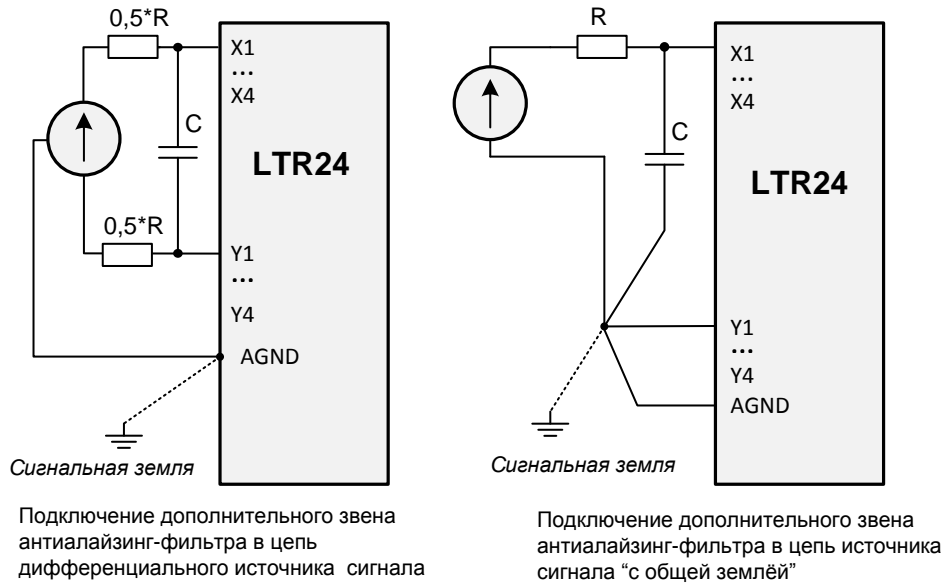 0,5*R
X1
...
X4
C
LTR24
0,5*R
Y1
...
Y4
AGND
Сигнальная земля
Подключение дополнительного звена
антиалайзинг-фильтра в цепь
дифференциального источника сигнала
R
X1
...
X4
C
LTR24
Y1
...
Y4
AGND
Сигнальная земля
Подключение дополнительного звена
антиалайзинг-фильтра в цепь источника
сигнала “с общей землёй”